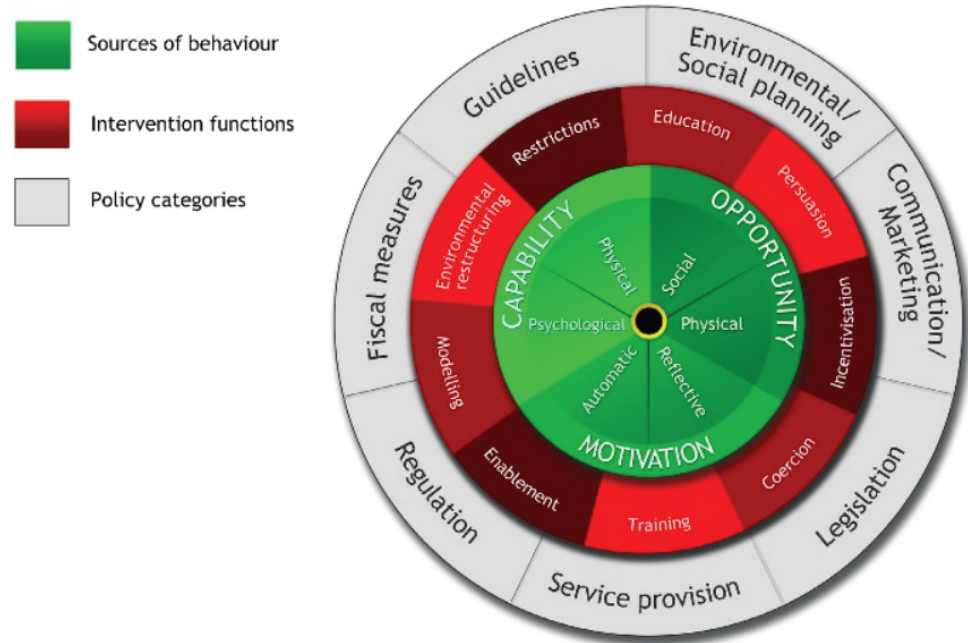 Sources of behaviour
Intervention functions
Policy categories
Guidelines
Environmental/
Social planning
Communication/
Marketing
Legislation
Service provision
Regulation
Fiscal measures
Restrictions
Education
Persuasion
Incentivisation
Coercion
Training
Enablement
Modelling
Environmental
restructuring
CAPABILITY
OPPORTUNITY
MOTIVATION
Physical
Social
Physical
Reflective
Automatic
Psychological